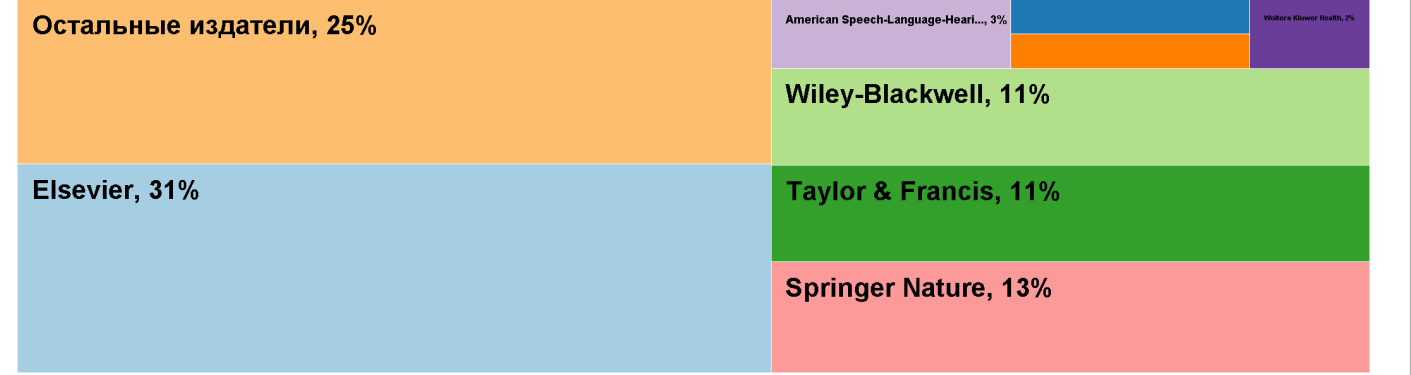 Остальные издатели, 25%
Elsevier, 31%
American Speech-Language-Heari..., 3%
Wolters Kluwer Health, 2%
Wiley-Blackwell, 11%
Taylor & Francis, 11%
Springer Nature, 13%